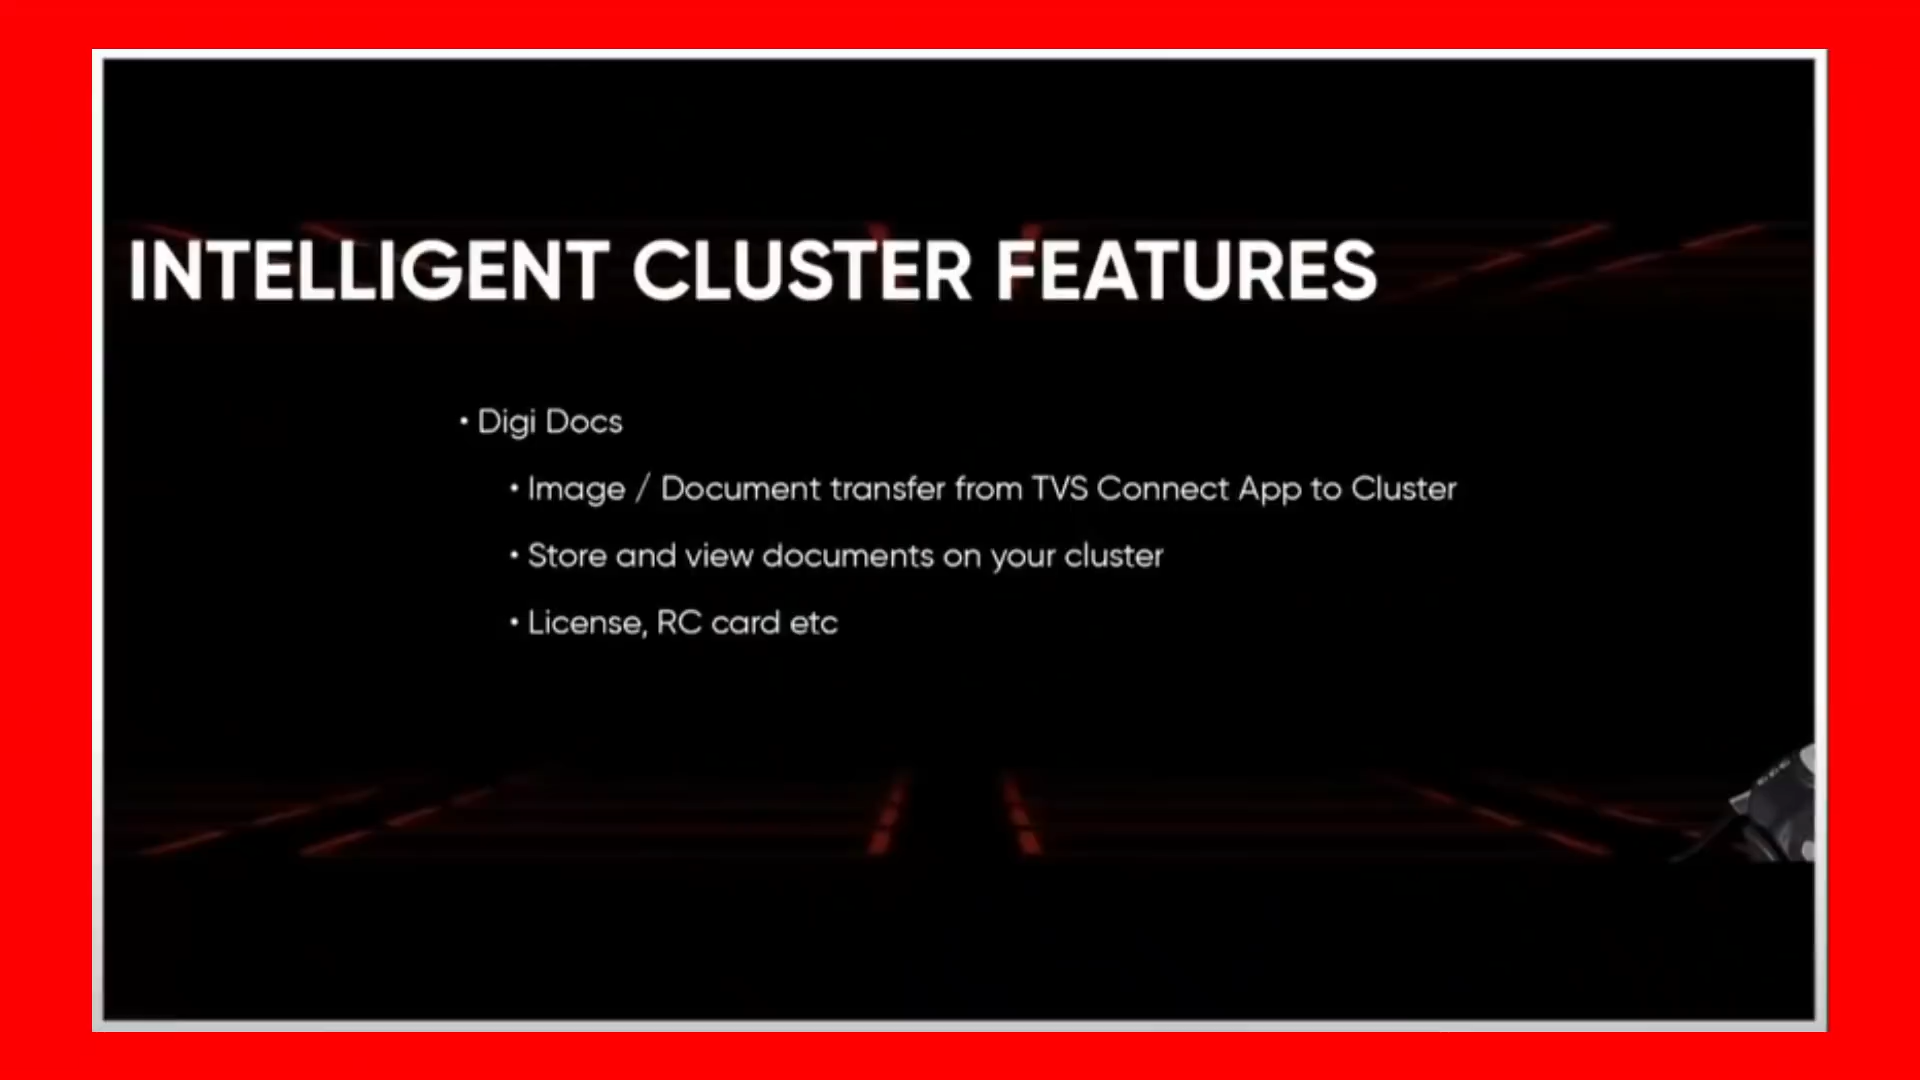 INTELLIGENT CLUSTER FEATURES
• Digi Docs
• Image / Document transfer from TVS Connect App to Cluster
• Store and view documents on your cluster
• License, RC card etc